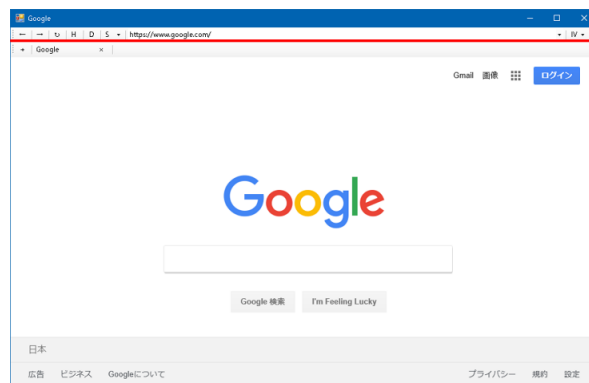 Google
H D S https://www.google.com/ IV
+ Google ×
Gmail 画像 ログイン
Google
Google 検索 I'm Feeling Lucky
日本
広告 ビジネス Googleについて プライバシー 規約 設定